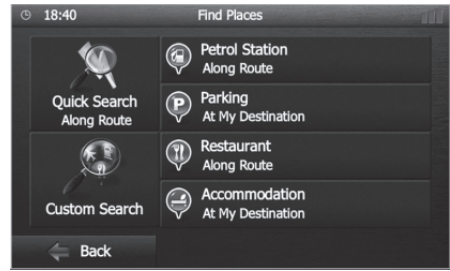 18:40 Find Places
Quick Search
Along Route
Custom Search
Petrol Station
Along Route
P Parking
At My Destination
Restaurant
Along Route
Accommodation
At My Destination
Back